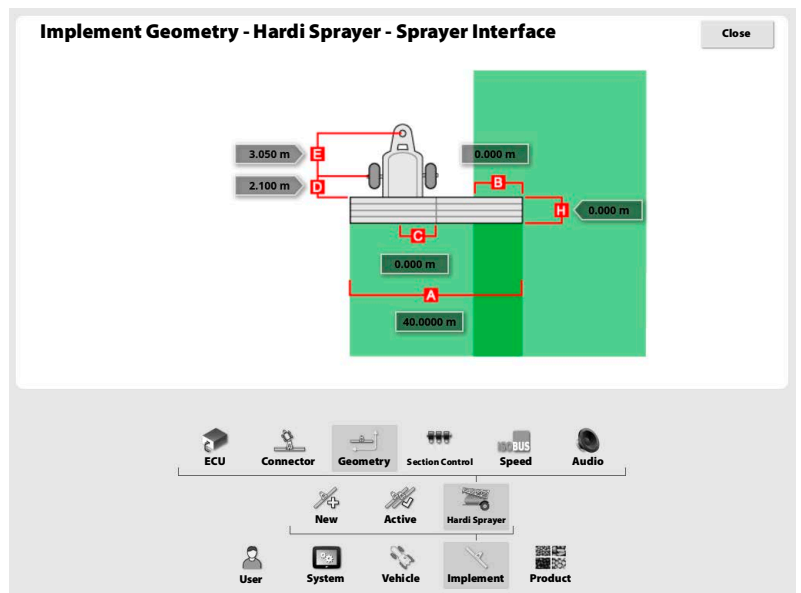 Implement Geometry - Hardi Sprayer - Sprayer Interface
Close
3.050 m
E
0.000 m
2.100 m
D
B
H
0.000 m
C
0.000 m
A
40.0000 m
ECU
Connector
Geometry
Section Control
ISOBUS
Speed
Audio
New
Active
Hardi Sprayer
User
System
Vehicle
Implement
Product